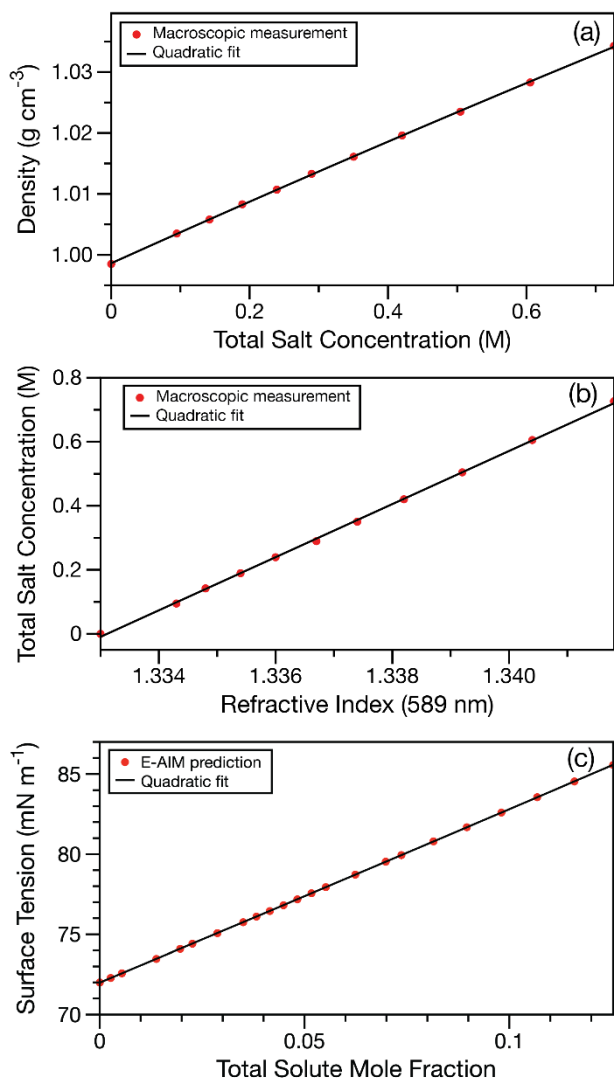 (a)
Macroscopic measurement
Quadratic fit
1.03
1.02
1.01
1.00
Density (g cm⁻³)
0
0.2
0.4
0.6
Total Salt Concentration (M)
(b)
Macroscopic measurement
Quadratic fit
0.8
0.6
0.4
0.2
0
Total Salt Concentration (M)
1.334
1.336
1.338
1.340
Refractive Index (589 nm)
(c)
E-AIM prediction
Quadratic fit
85
80
75
70
Surface Tension (mN m⁻¹)
0
0.05
0.1
Total Solute Mole Fraction